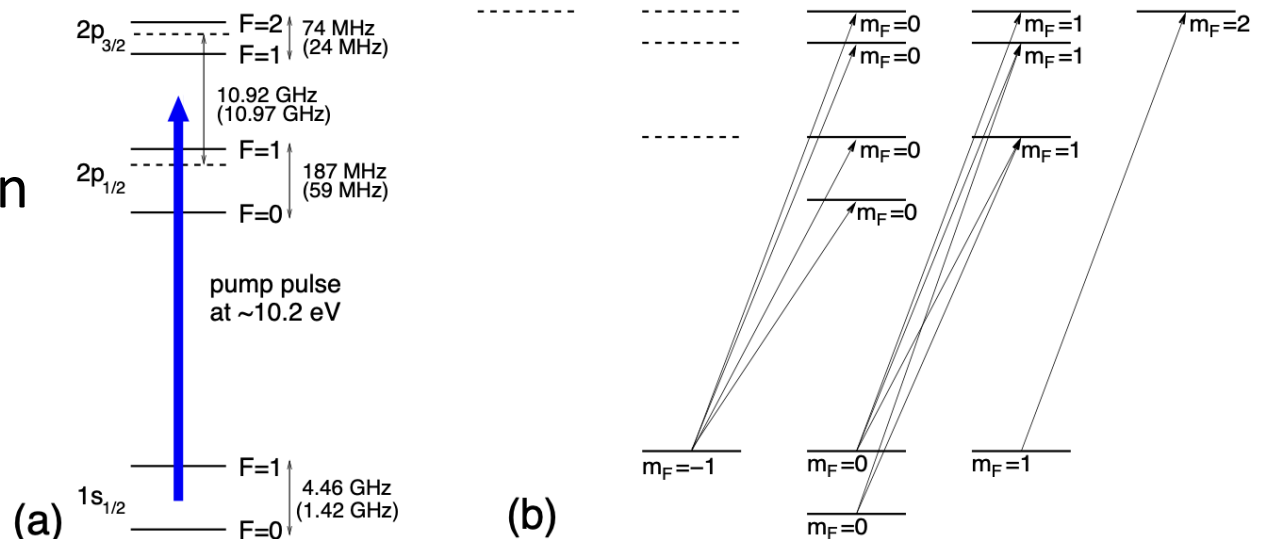 n
2p3/2
F=2
74 MHz
(24 MHz)
F=1
10.92 GHz
(10.97 GHz)
2p1/2
F=1
187 MHz
(59 MHz)
F=0
pump pulse
at ~10.2 eV
1s1/2
F=1
4.46 GHz
(1.42 GHz)
F=0
(a)
mF=0
mF=1
mF=2
mF=0
mF=1
mF=0
mF=1
mF=0
mF=−1
mF=0
mF=1
mF=0
(b)